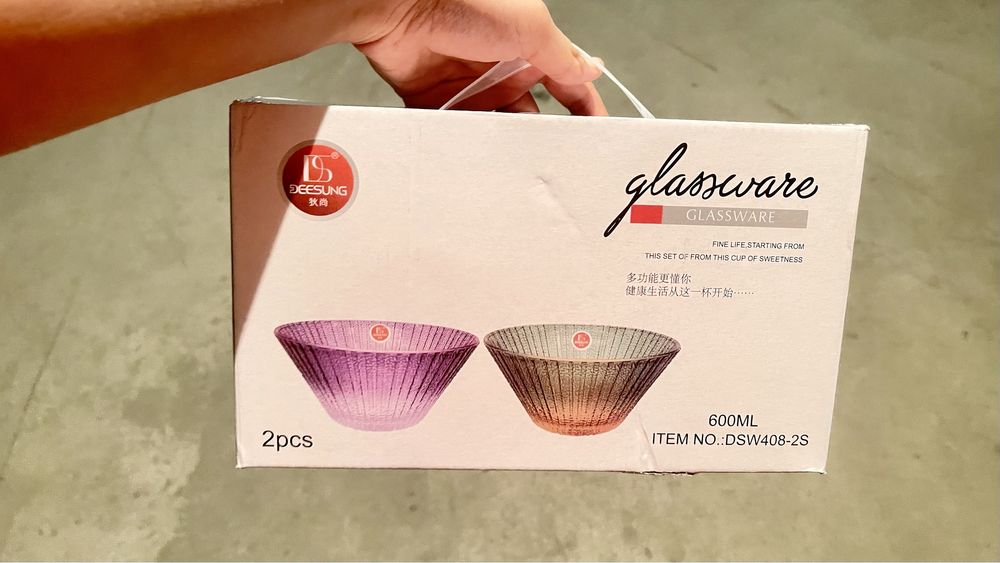 DS®
DEESUNG
狄尚
glassware
GLASSWARE
FINE LIFE,STARTING FROM
THIS SET OF FROM THIS CUP OF SWEETNESS
多功能更懂你
健康生活从这一杯开始……
2pcs
600ML
ITEM NO.:DSW408-2S